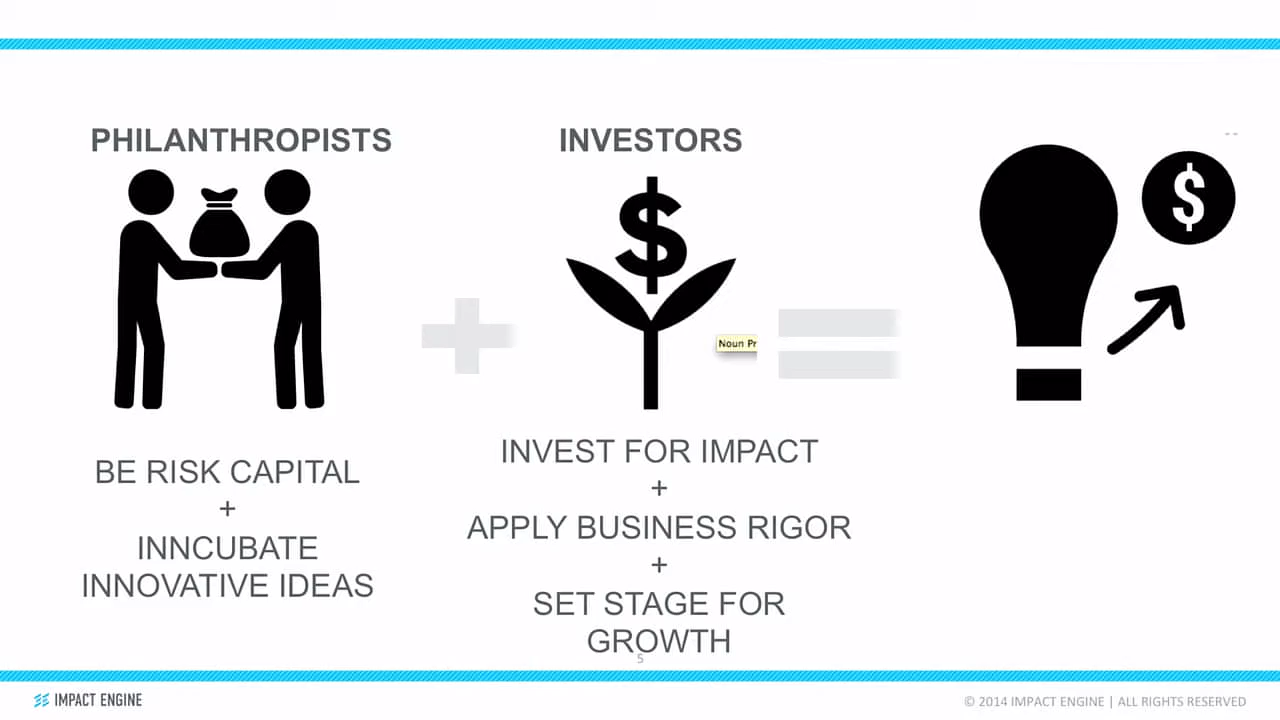 PHILANTHROPISTS
BE RISK CAPITAL
+
INNCUBATE
INNOVATIVE IDEAS
INVESTORS
$
Noun Pr
INVEST FOR IMPACT
+
APPLY BUSINESS RIGOR
+
SET STAGE FOR
GROWTH
$
--
5
IMPACT ENGINE
© 2014 IMPACT ENGINE | ALL RIGHTS RESERVED